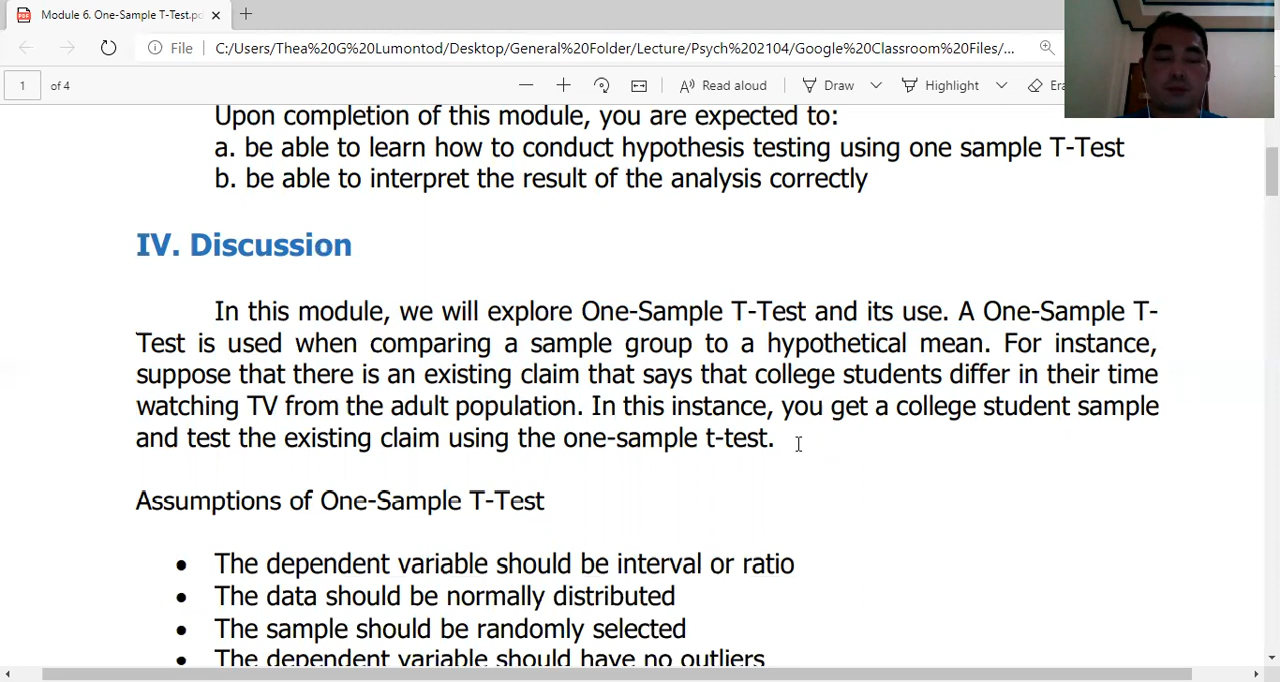 Module 6. One-Sample T-Test.pd
File C:/Users/Thea%20G%20Lumontod/Desktop/General%20Folder/Lecture/Psych%202104/Google%20Classroom%20Files/...
1 of 4 Read aloud Draw Highlight Era
Upon completion of this module, you are expected to:
a. be able to learn how to conduct hypothesis testing using one sample T-Test
b. be able to interpret the result of the analysis correctly
IV. Discussion
In this module, we will explore One-Sample T-Test and its use. A One-Sample T-
Test is used when comparing a sample group to a hypothetical mean. For instance,
suppose that there is an existing claim that says that college students differ in their time
watching TV from the adult population. In this instance, you get a college student sample
and test the existing claim using the one-sample t-test.
Assumptions of One-Sample T-Test
• The dependent variable should be interval or ratio
• The data should be normally distributed
• The sample should be randomly selected
• The dependent variable should have no outliers